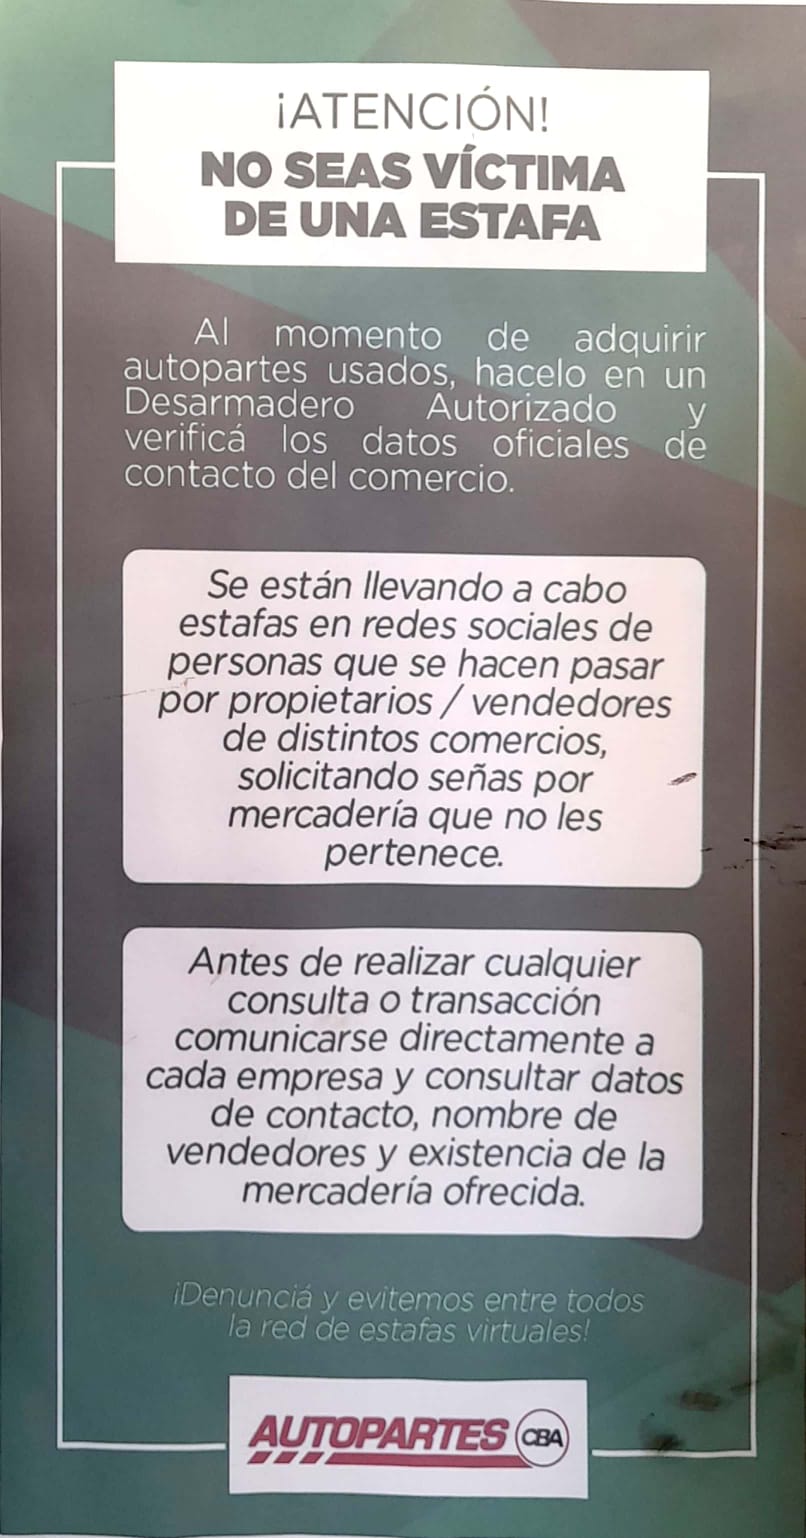 ¡ATENCIÓN!
NO SEAS VÍCTIMA
DE UNA ESTAFA
Al momento de adquirir
autopartes usados, hacelo en un
Desarmadero Autorizado y
verificá los datos oficiales de
contacto del comercio.
Se están llevando a cabo
estafas en redes sociales de
personas que se hacen pasar
por propietarios / vendedores
de distintos comercios,
solicitando señas por
mercadería que no les
pertenece.
Antes de realizar cualquier
consulta o transacción
comunicarse directamente a
cada empresa y consultar datos
de contacto, nombre de
vendedores y existencia de la
mercadería ofrecida.
¡Denunciá y evitemos entre todos
la red de estafas virtuales!
AUTOPARTES CBA